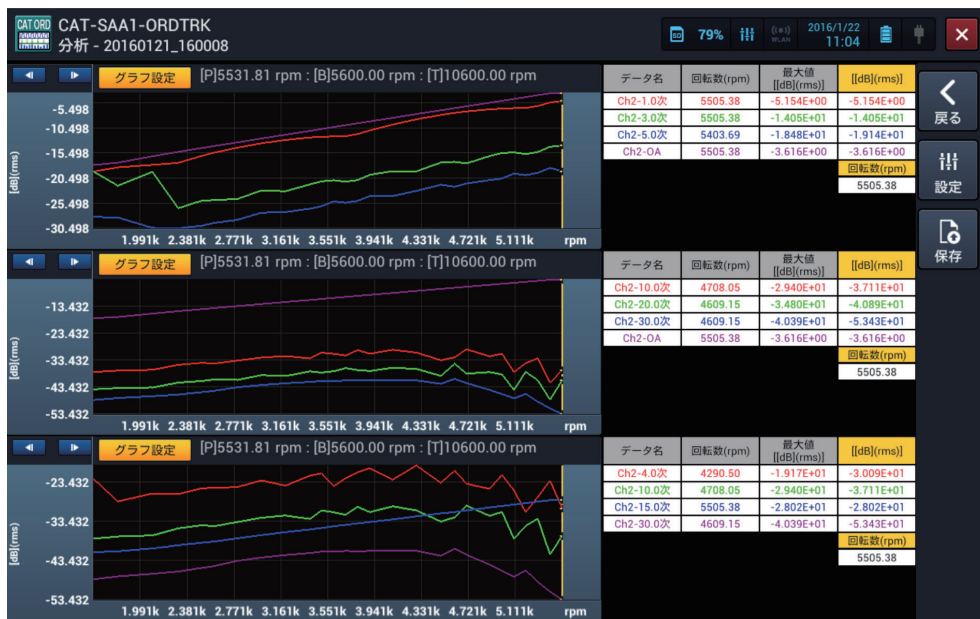 CAT ORD
CAT-SAA1-ORDTRK
分析 - 20160121_160008
SD
79%
WLAN
2016/1/22
11:04
グラフ設定
[P]5531.81 rpm : [B]5600.00 rpm : [T]10600.00 rpm
[dB](rms)
-5.498
-10.498
-15.498
-20.498
-25.498
-30.498
1.991k 2.381k 2.771k 3.161k 3.551k 3.941k 4.331k 4.721k 5.111k rpm
データ名 回転数(rpm) 最大値 [[dB](rms)] [[dB](rms)]
Ch2-1.0次 5505.38 -5.154E+00 -5.154E+00
Ch2-3.0次 5505.38 -1.405E+01 -1.405E+01
Ch2-5.0次 5403.69 -1.848E+01 -1.914E+01
Ch2-OA 5505.38 -3.616E+00 -3.616E+00
回転数(rpm)
5505.38
戻る
設定
保存
グラフ設定
[P]5531.81 rpm : [B]5600.00 rpm : [T]10600.00 rpm
[dB](rms)
-13.432
-23.432
-33.432
-43.432
-53.432
1.991k 2.381k 2.771k 3.161k 3.551k 3.941k 4.331k 4.721k 5.111k rpm
データ名 回転数(rpm) 最大値 [[dB](rms)] [[dB](rms)]
Ch2-10.0次 4708.05 -2.940E+01 -3.711E+01
Ch2-20.0次 4609.15 -3.480E+01 -4.089E+01
Ch2-30.0次 4609.15 -4.039E+01 -5.343E+01
Ch2-OA 5505.38 -3.616E+00 -3.616E+00
回転数(rpm)
5505.38
グラフ設定
[P]5531.81 rpm : [B]5600.00 rpm : [T]10600.00 rpm
[dB](rms)
-23.432
-33.432
-43.432
-53.432
1.991k 2.381k 2.771k 3.161k 3.551k 3.941k 4.331k 4.721k 5.111k rpm
データ名 回転数(rpm) 最大値 [[dB](rms)] [[dB](rms)]
Ch2-4.0次 4290.50 -1.917E+01 -3.009E+01
Ch2-10.0次 4708.05 -2.940E+01 -3.711E+01
Ch2-15.0次 5505.38 -2.802E+01 -2.802E+01
Ch2-30.0次 4609.15 -4.039E+01 -5.343E+01
回転数(rpm)
5505.38